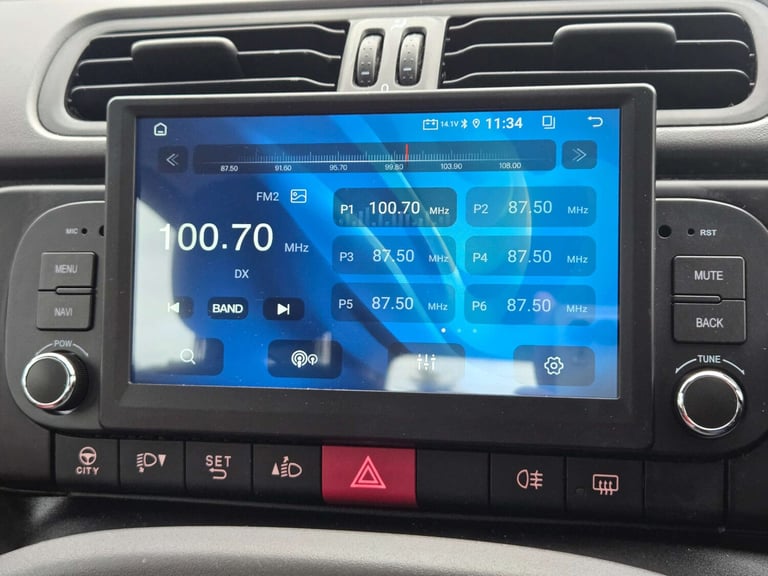 14.1V 11:34
87.50 91.60 95.70 99.80 103.90 108.00
FM2
100.70 MHz
DX
BAND
P1 100.70 MHz
P2 87.50 MHz
P3 87.50 MHz
P4 87.50 MHz
P5 87.50 MHz
P6 87.50 MHz
MIC
MENU
NAVI
POW
RST
MUTE
BACK
TUNE
CITY
SET